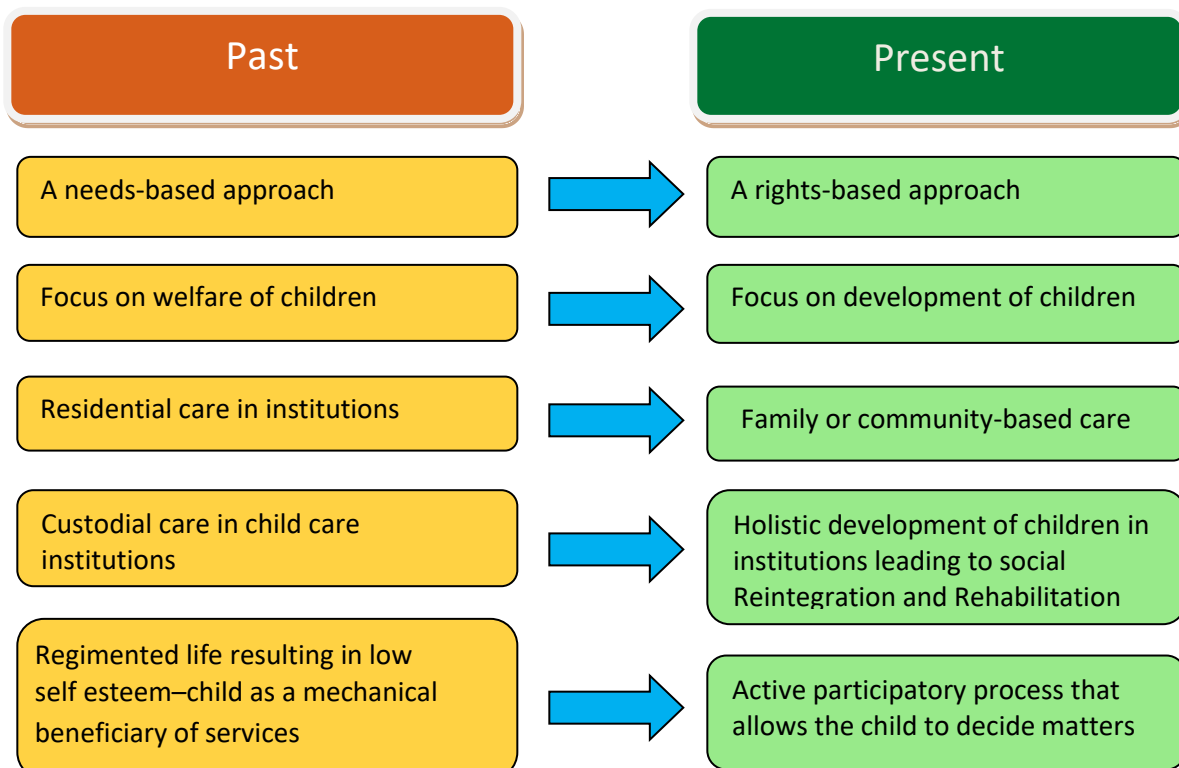 Past
Present
A needs-based approach
A rights-based approach
Focus on welfare of children
Focus on development of children
Residential care in institutions
Family or community-based care
Custodial care in child care
institutions
Holistic development of children in
institutions leading to social
Reintegration and Rehabilitation
Regimented life resulting in low
self esteem–child as a mechanical
beneficiary of services
Active participatory process that
allows the child to decide matters